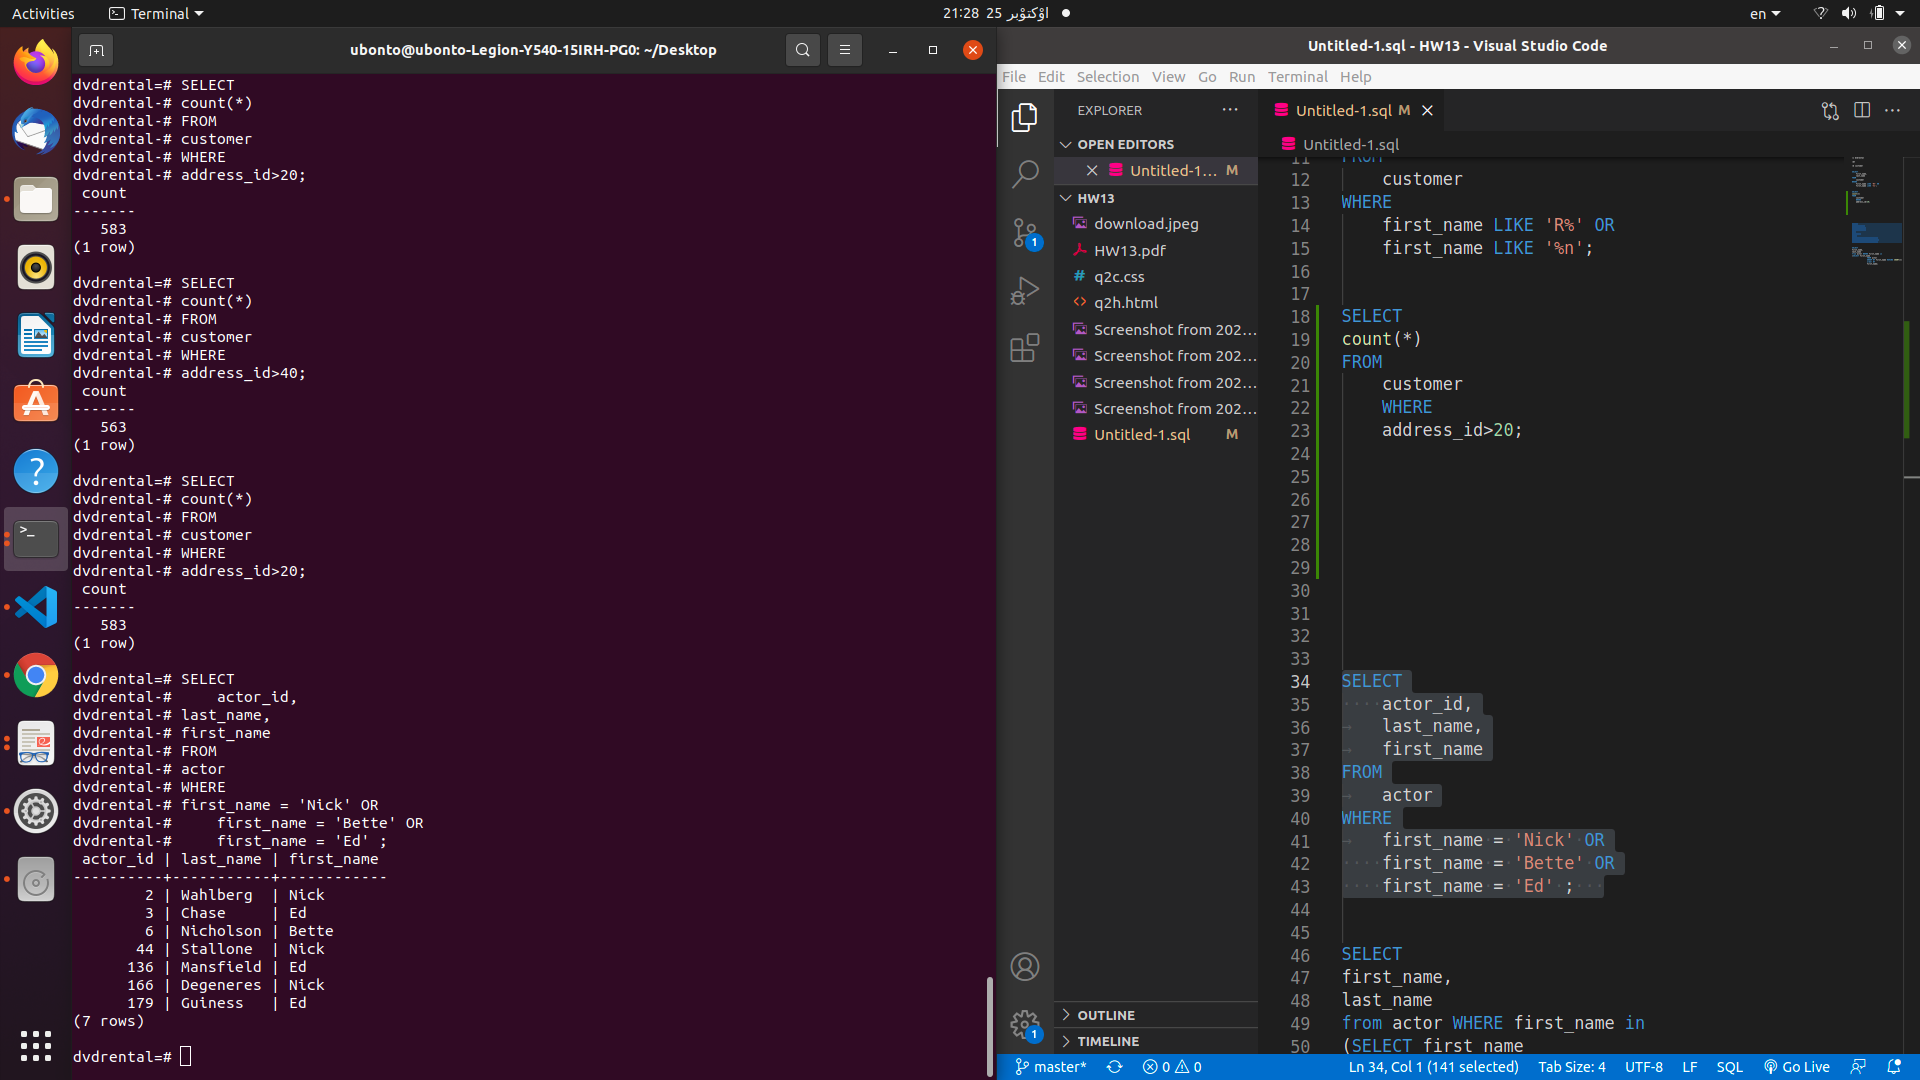 Activities
Terminal
21:28 25 اؤکتوْبر
en
ubonto@ubonto-Legion-Y540-15IRH-PG0: ~/Desktop
dvdrental=# SELECT
dvdrental-# count(*)
dvdrental-# FROM
dvdrental-# customer
dvdrental-# WHERE
dvdrental-# address_id>20;
count
-------
583
(1 row)
dvdrental=# SELECT
dvdrental-# count(*)
dvdrental-# FROM
dvdrental-# customer
dvdrental-# WHERE
dvdrental-# address_id>40;
count
-------
563
(1 row)
dvdrental=# SELECT
dvdrental-# count(*)
dvdrental-# FROM
dvdrental-# customer
dvdrental-# WHERE
dvdrental-# address_id>20;
count
-------
583
(1 row)
dvdrental=# SELECT
dvdrental-#     actor_id,
dvdrental-# last_name,
dvdrental-# first_name
dvdrental-# FROM
dvdrental-# actor
dvdrental-# WHERE
dvdrental-# first_name = 'Nick' OR
dvdrental-#     first_name = 'Bette' OR
dvdrental-#     first_name = 'Ed' ;
actor_id | last_name | first_name
----------+-----------+------------
2 | Wahlberg | Nick
3 | Chase | Ed
6 | Nicholson | Bette
44 | Stallone | Nick
136 | Mansfield | Ed
166 | Degeneres | Nick
179 | Guiness | Ed
(7 rows)
dvdrental=#
Untitled-1.sql - HW13 - Visual Studio Code
File Edit Selection View Go Run Terminal Help
EXPLORER
OPEN EDITORS
Untitled-1... M
HW13
download.jpeg
HW13.pdf
q2c.css
q2h.html
Screenshot from 202...
Screenshot from 202...
Screenshot from 202...
Screenshot from 202...
Untitled-1.sql M
OUTLINE
TIMELINE
1
1
Untitled-1.sql M
Untitled-1.sql
11 FROM
12 customer
13 WHERE
14 first_name LIKE 'R%' OR
15 first_name LIKE '%n';
16
17
18 SELECT
19 count(*)
20 FROM
21 customer
22 WHERE
23 address_id>20;
24
25
26
27
28
29
30
31
32
33
34 SELECT
35 actor_id,
36 last_name,
37 first_name
38 FROM
39 actor
40 WHERE
41 first_name = 'Nick' OR
42 first_name = 'Bette' OR
43 first_name = 'Ed' ;
44
45
46 SELECT
47 first_name,
48 last_name
49 from actor WHERE first_name in
50 (SELECT first_name
master* 0 0 Ln 34, Col 1 (141 selected) Tab Size: 4 UTF-8 LF SQL Go Live